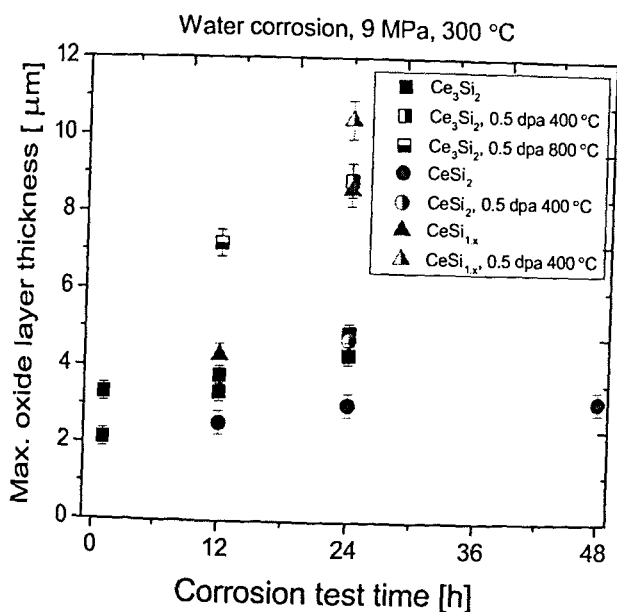 Water corrosion, 9 MPa, 300 °C
Max. oxide layer thickness [ μm]
12
10
8
6
4
2
0
Ce₃Si₂
Ce₃Si₂, 0.5 dpa 400 °C
Ce₃Si₂, 0.5 dpa 800 °C
CeSi₂
CeSi₂, 0.5 dpa 400 °C
CeSi₁.ₓ
CeSi₁.ₓ, 0.5 dpa 400 °C
0 12 24 36 48
Corrosion test time [h]